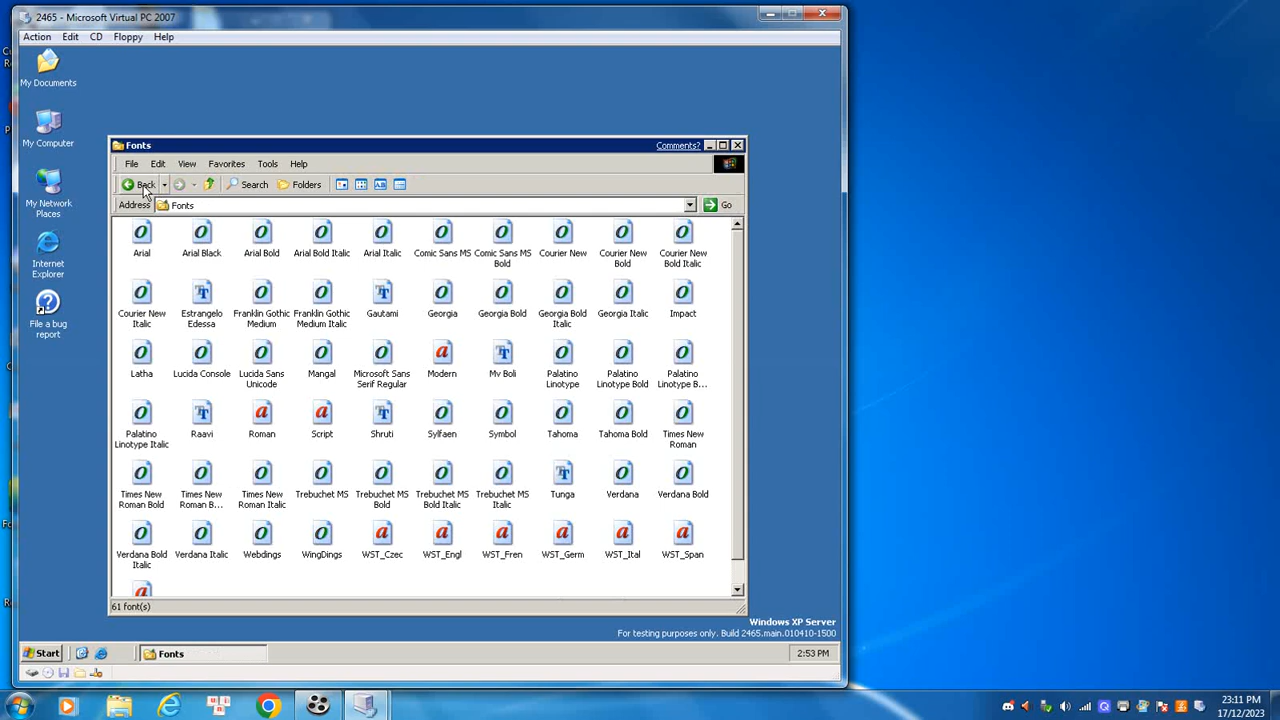 2465 - Microsoft Virtual PC 2007
Action Edit CD Floppy Help
My Documents
My Computer
My Network
Places
Internet
Explorer
File a bug
report
Fonts
Comments?
File Edit View Favorites Tools Help
Back Search Folders
Address Fonts Go
Arial Arial Black Arial Bold Arial Bold Italic Arial Italic Comic Sans MS Comic Sans MS Courier New Courier New Courier New
Bold Bold Bold Italic
Courier New Estrangelo Franklin Gothic Franklin Gothic Gautami Georgia Georgia Bold Georgia Bold Georgia Italic Impact
Italic Edessa Medium Medium Italic Italic
Latha Lucida Console Lucida Sans Mangal Microsoft Sans Modern Mv Boli Palatino Palatino Palatino
Unicode Serif Regular Linotype Linotype Bold Linotype B...
Palatino Raavi Roman Script Shruti Sylfaen Symbol Tahoma Tahoma Bold Times New
Linotype Italic Roman
Times New Times New Times New Trebuchet MS Trebuchet MS Trebuchet MS Trebuchet MS Tunga Verdana Verdana Bold
Roman Bold Roman B... Roman Italic Bold Bold Italic Italic
Verdana Bold Verdana Italic Webdings WingDings WST_Czec WST_Engl WST_Fren WST_Germ WST_Ital WST_Span
Italic
61 font(s)
Windows XP Server
For testing purposes only. Build 2465.main.010410-1500
Start Fonts 2:53 PM
23:11 PM
17/12/2023